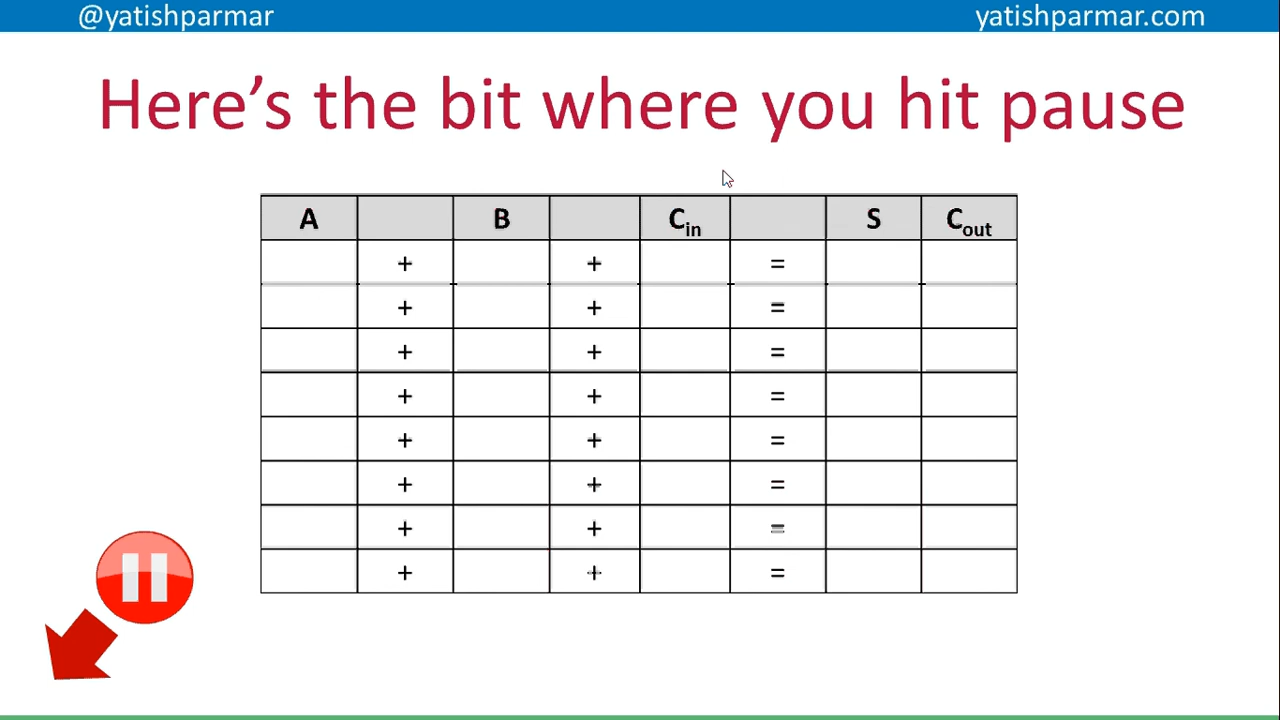 @yatishparmar yatishparmar.com
Here's the bit where you hit pause
A B Cin S Cout
+ + =
+ + =
+ + =
+ + =
+ + =
+ + =
+ + =
+ + =